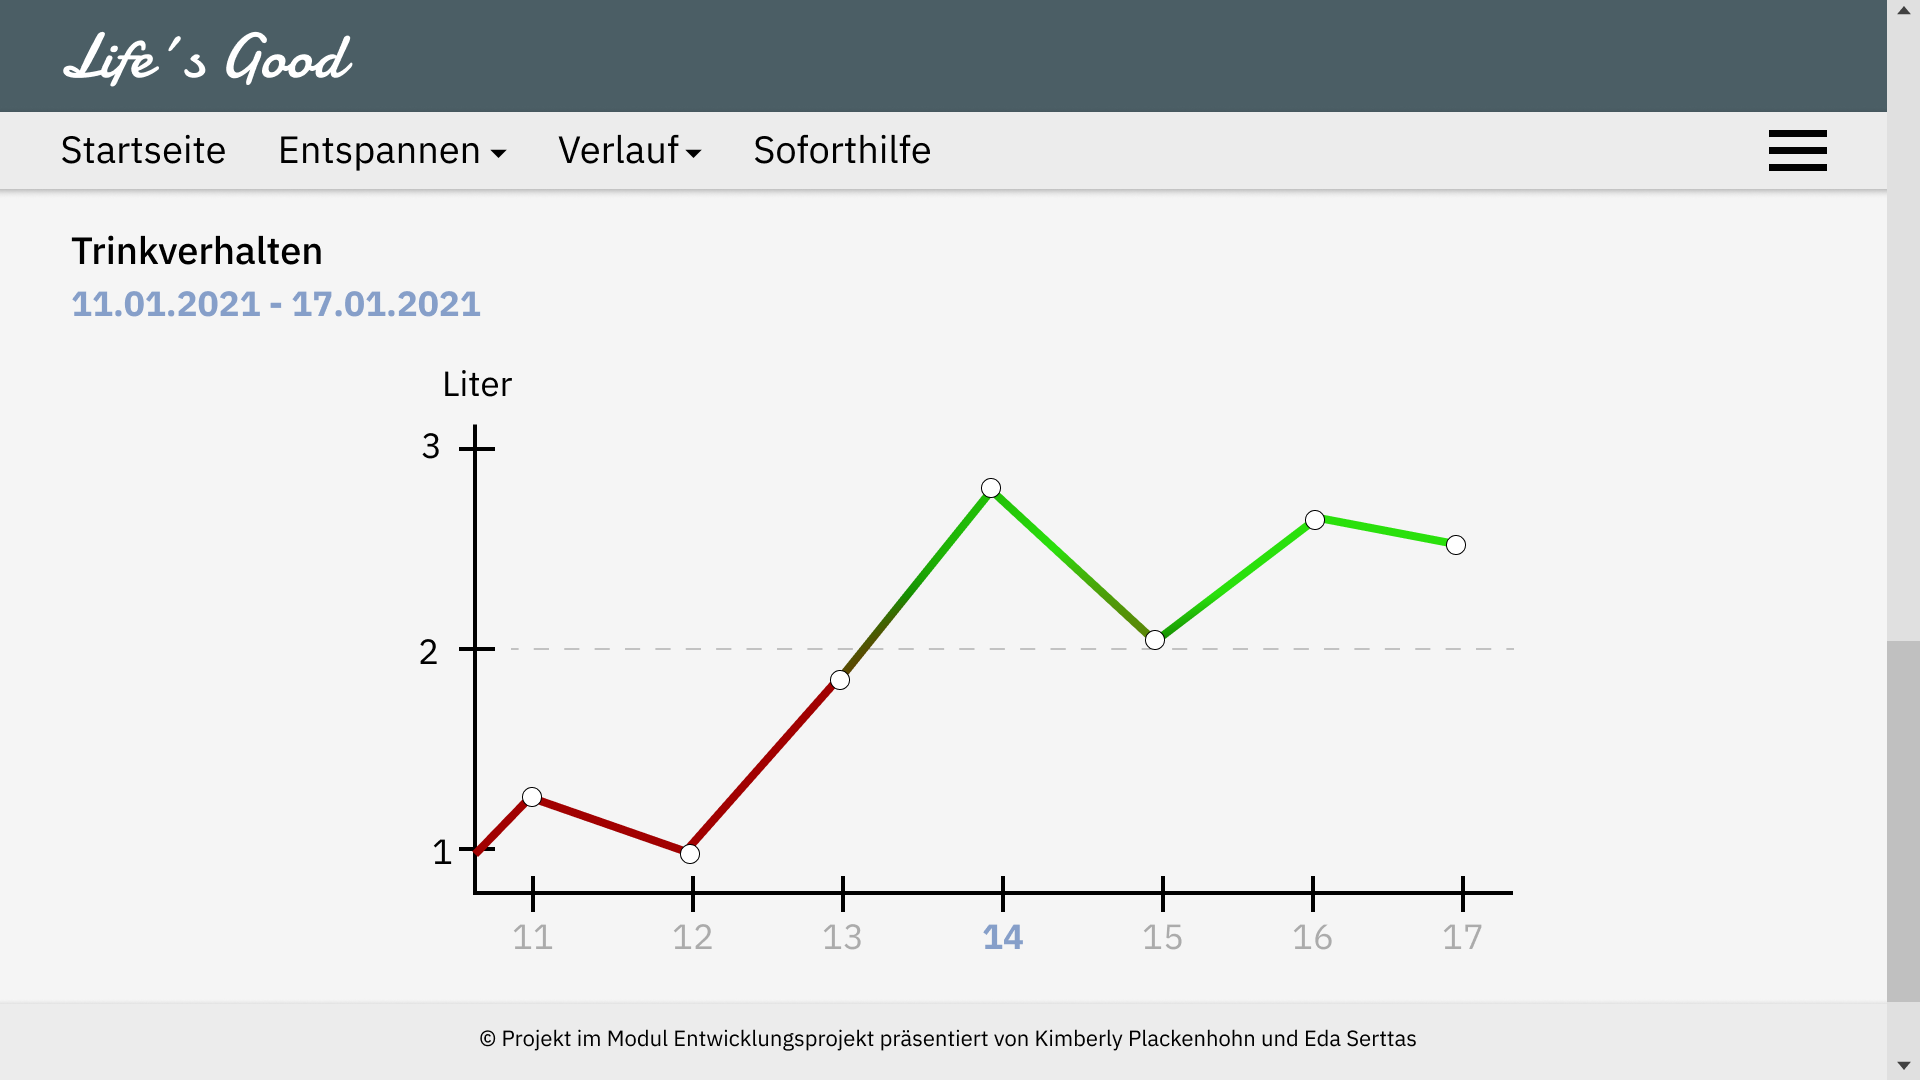 Life´s Good
Startseite Entspannen Verlauf Soforthilfe
Trinkverhalten
11.01.2021 - 17.01.2021
Liter
3
2
1
11 12 13 14 15 16 17
© Projekt im Modul Entwicklungsprojekt präsentiert von Kimberly Plackenhohn und Eda Serttas